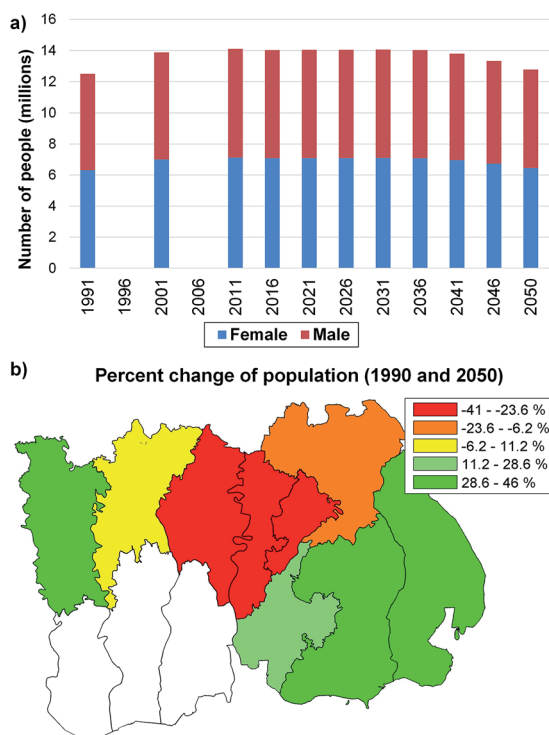 a)
16
14
12
10
8
6
4
2
0
Number of people (millions)
1991
1996
2001
2006
2011
2016
2021
2026
2031
2036
2041
2046
2050
Female Male
b)
Percent change of population (1990 and 2050)
-41 - -23.6 %
-23.6 - -6.2 %
-6.2 - 11.2 %
11.2 - 28.6 %
28.6 - 46 %